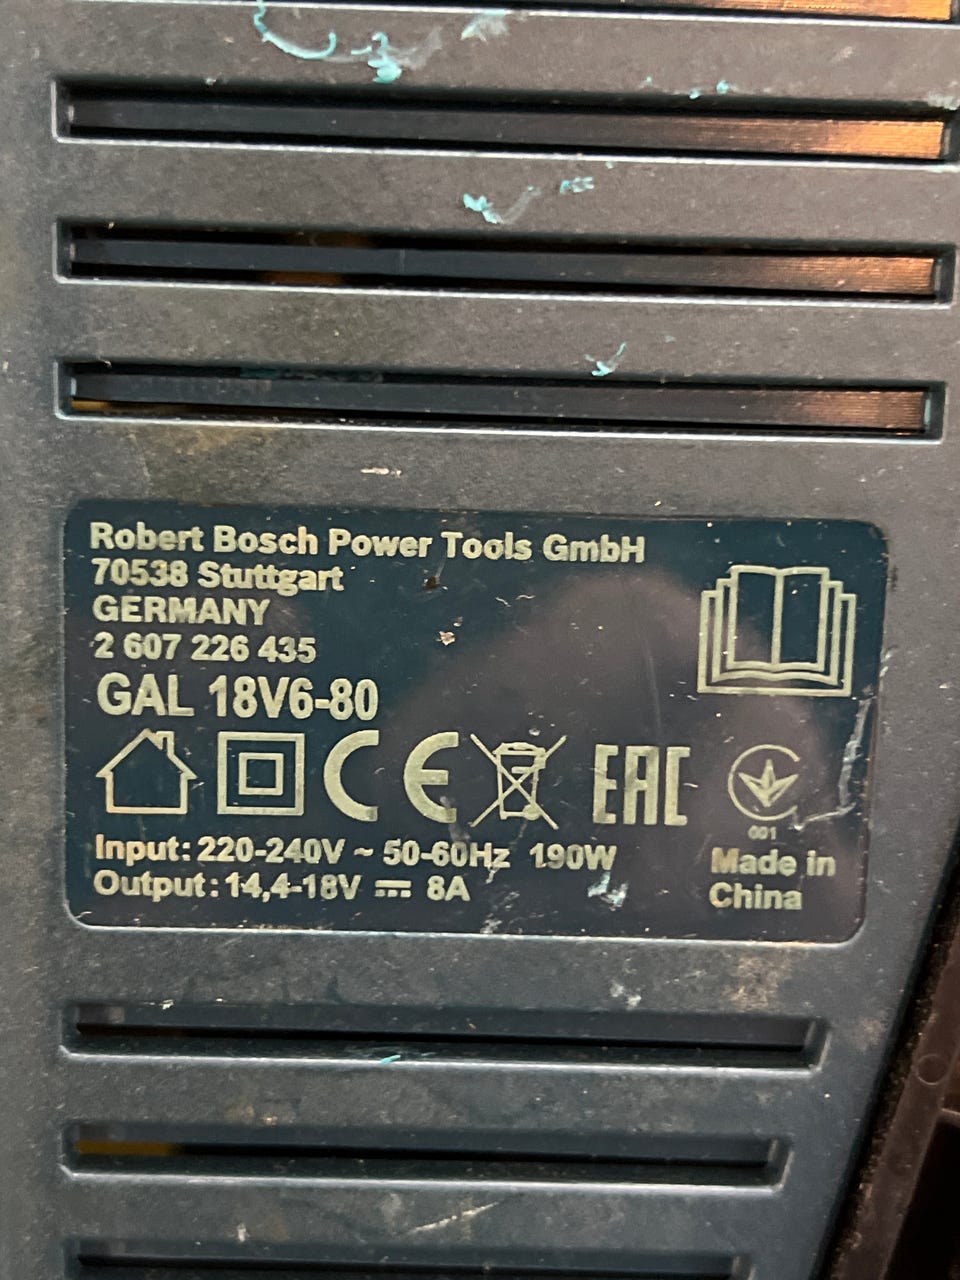 Robert Bosch Power Tools GmbH
70538 Stuttgart
GERMANY
2 607 226 435
GAL 18V6-80
CE EAC
001
Input: 220-240V ~ 50-60Hz 190W
Output: 14,4-18V ⎓ 8A
Made in
China